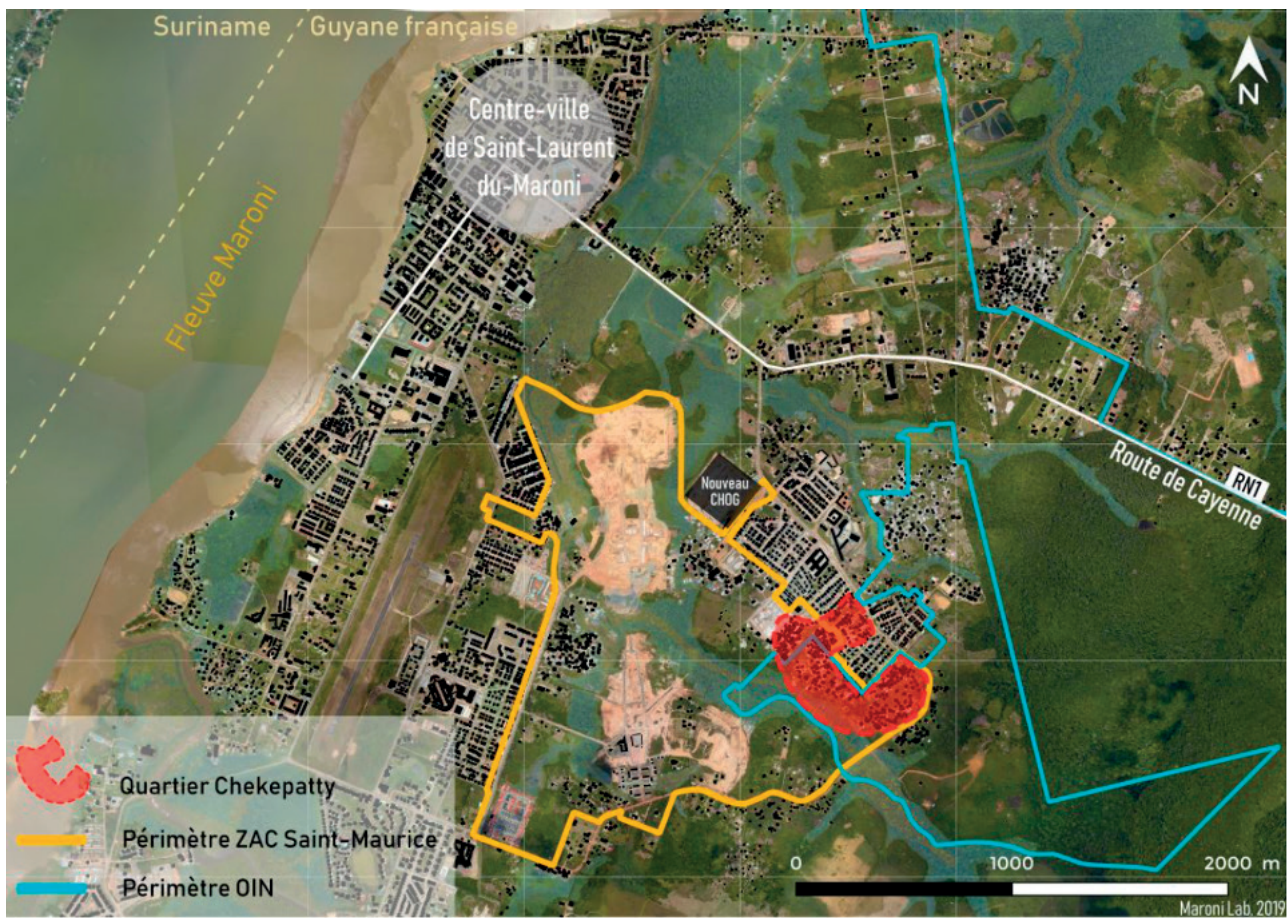 Suriname
Guyane française
Centre-ville
de Saint-Laurent
du-Maroni
N
Fleuve Maroni
Nouveau
CHOG
Route de Cayenne
RN1
Quartier Chekepatty
Périmètre ZAC Saint-Maurice
Périmètre OIN
0 1000 2000 m
Maroni Lab. 2019